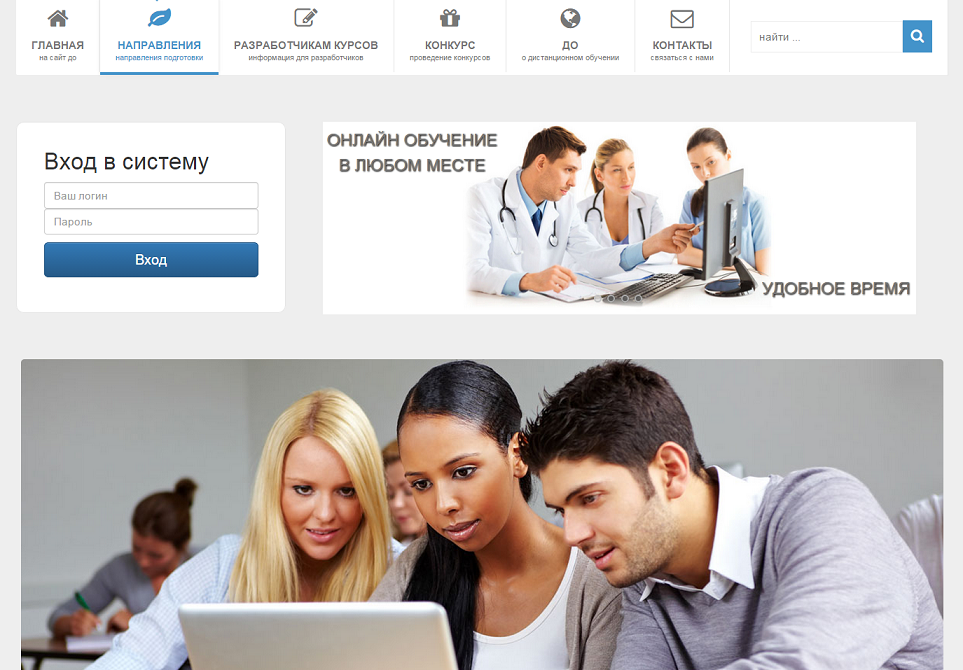 ГЛАВНАЯ
на сайт до
НАПРАВЛЕНИЯ
направления подготовки
РАЗРАБОТЧИКАМ КУРСОВ
информация для разработчиков
КОНКУРС
проведение конкурсов
ДО
о дистанционном обучении
КОНТАКТЫ
связаться с нами
найти ...
Вход в систему
Ваш логин
Пароль
Вход
ОНЛАЙН ОБУЧЕНИЕ
В ЛЮБОМ МЕСТЕ
УДОБНОЕ ВРЕМЯ